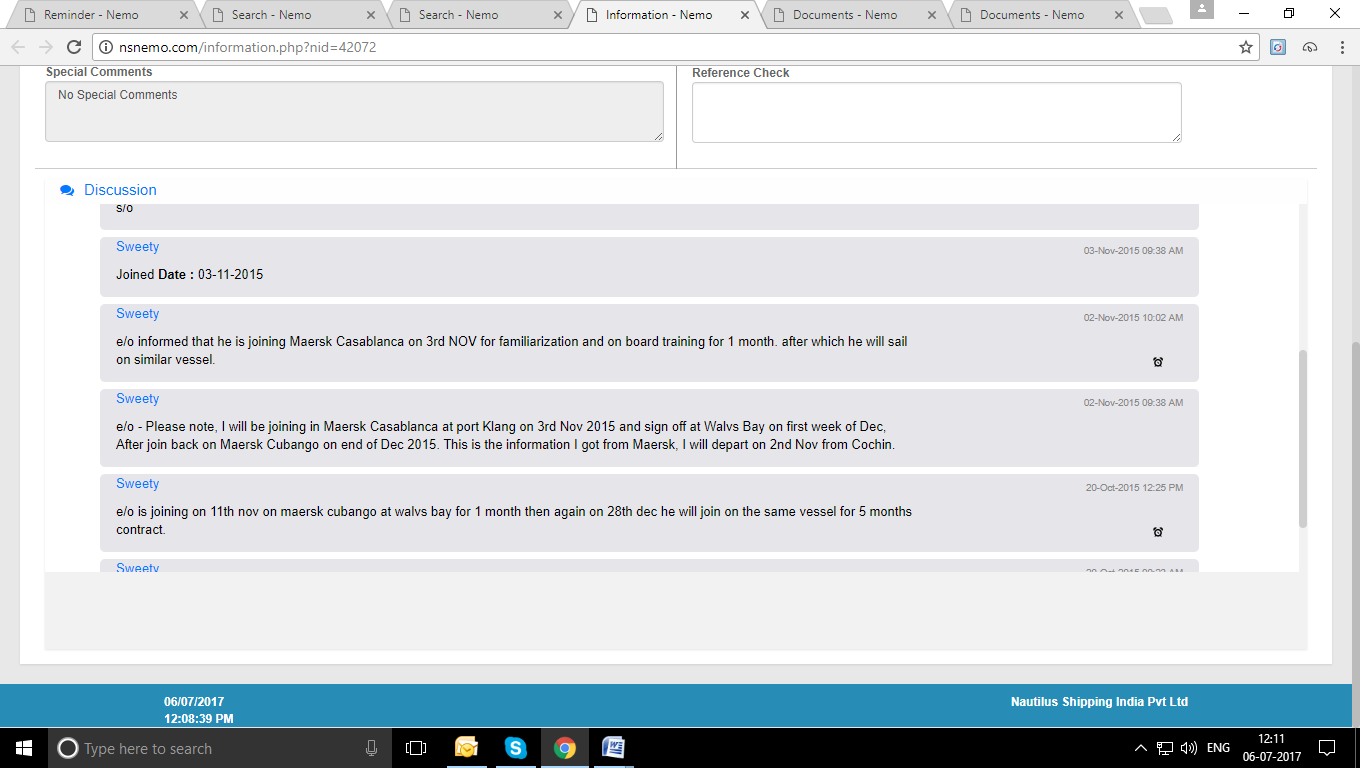 Reminder - Nemo
Search - Nemo
Search - Nemo
Information - Nemo
Documents - Nemo
Documents - Nemo
nsnemo.com/information.php?nid=42072
Special Comments
No Special Comments
Reference Check
Discussion
s/o
Sweety
03-Nov-2015 09:38 AM
Joined Date : 03-11-2015
Sweety
02-Nov-2015 10:02 AM
e/o informed that he is joining Maersk Casablanca on 3rd NOV for familiarization and on board training for 1 month. after which he will sail
on similar vessel.
Sweety
02-Nov-2015 09:38 AM
e/o - Please note, I will be joining in Maersk Casablanca at port Klang on 3rd Nov 2015 and sign off at Walvs Bay on first week of Dec,
After join back on Maersk Cubango on end of Dec 2015. This is the information I got from Maersk, I will depart on 2nd Nov from Cochin.
Sweety
20-Oct-2015 12:25 PM
e/o is joining on 11th nov on maersk cubango at walvs bay for 1 month then again on 28th dec he will join on the same vessel for 5 months
contract.
Sweety
06/07/2017
12:08:39 PM
Nautilus Shipping India Pvt Ltd
Type here to search
ENG
12:11
06-07-2017